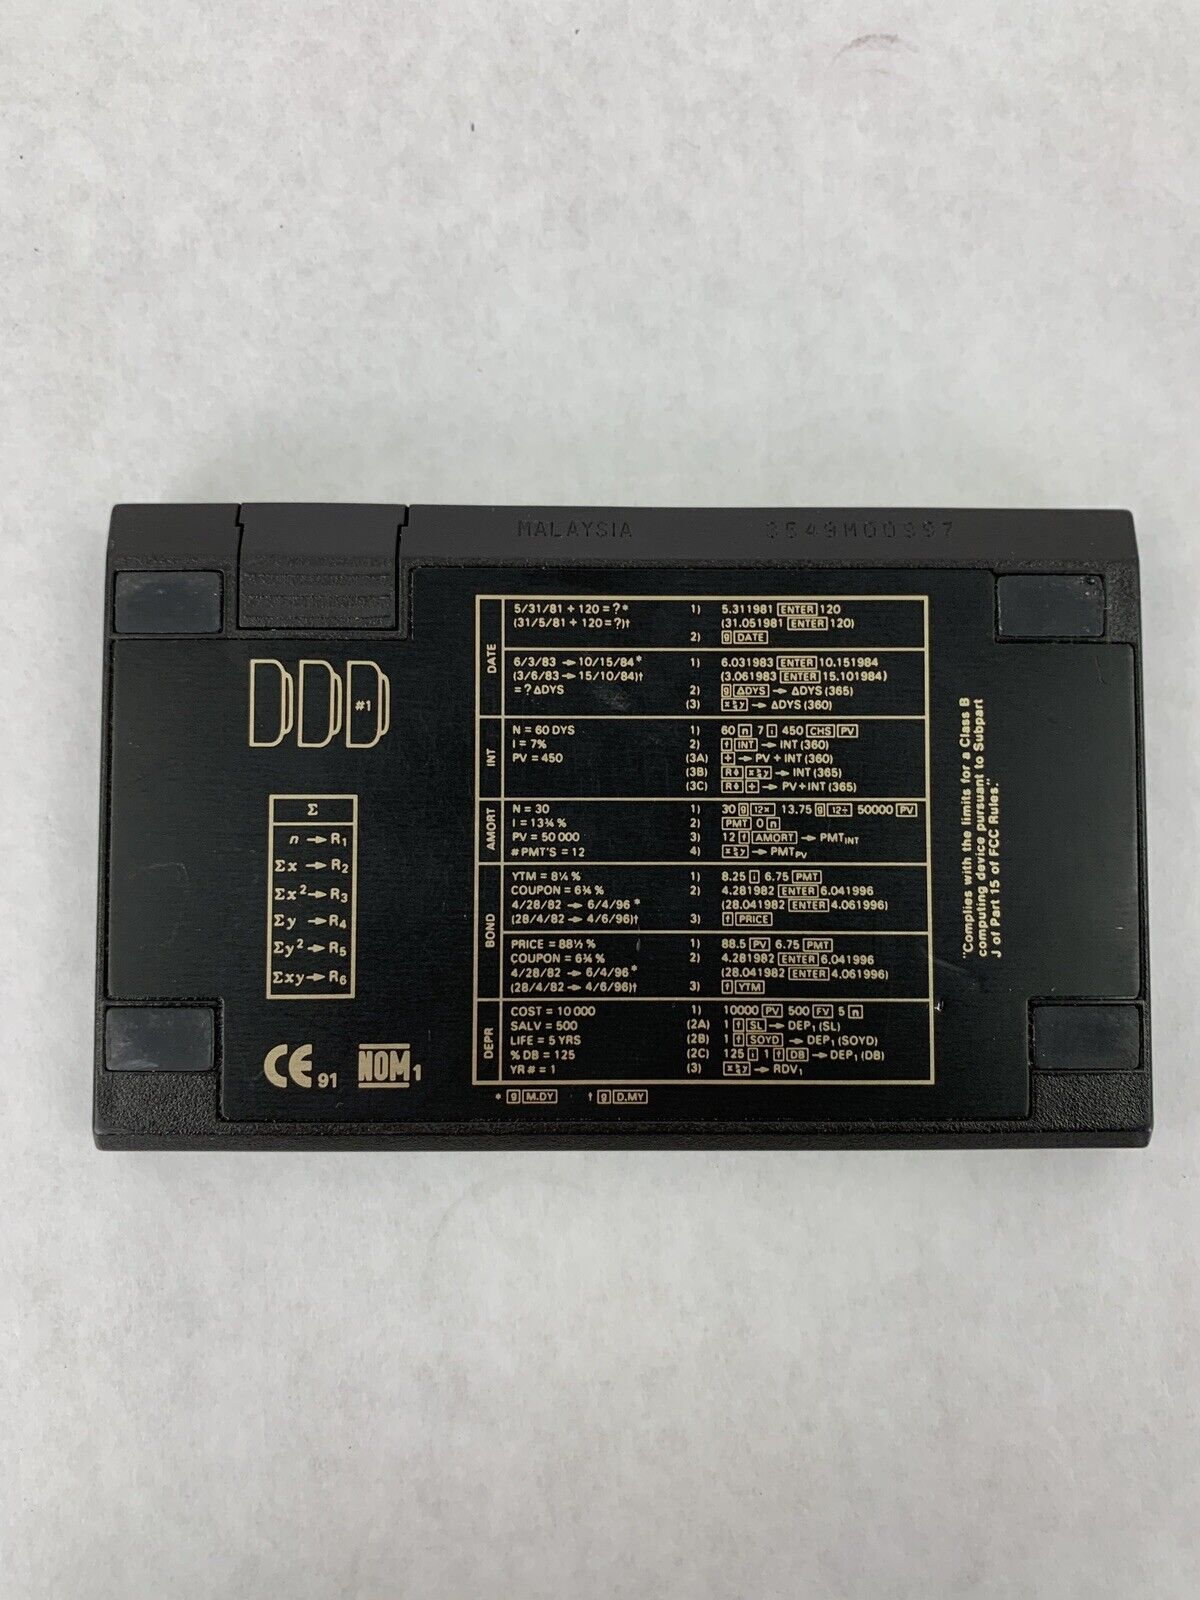 MALAYSIA 3549M00997
#1
Σ
n → R1
Σx → R2
Σx² → R3
Σy → R4
Σy² → R5
Σxy → R6
CE 91 NOM 1
DATE
5/31/81 + 120 = ?* 1) 5.311981 ENTER 120
(31/5/81 + 120 = ?)† (31.051981 ENTER 120)
2) g DATE
6/3/83 → 10/15/84* 1) 6.031983 ENTER 10.151984
(3/6/83 → 15/10/84)† (3.061983 ENTER 15.101984)
= ? ΔDYS 2) g ΔDYS → ΔDYS (365)
(3) x≷y → ΔDYS (360)
INT
N = 60 DYS 1) 60 n 7 i 450 CHS PV
I = 7% 2) f INT → INT (360)
PV = 450 (3A) + → PV + INT (360)
(3B) R↓ x≷y → INT (365)
(3C) R↓ + → PV + INT (365)
AMORT
N = 30 1) 30 g 12× 13.75 g 12÷ 50000 PV
I = 13¾ % 2) PMT 0 n
PV = 50 000 3) 12 f AMORT → PMT INT
# PMT'S = 12 4) x≷y → PMT PV
BOND
YTM = 8¼ % 1) 8.25 i 6.75 PMT
COUPON = 6¾ % 2) 4.281982 ENTER 6.041996
4/28/82 → 6/4/96 * (28.041982 ENTER 4.061996)
(28/4/82 → 4/6/96)† 3) f PRICE
PRICE = 88½ % 1) 88.5 PV 6.75 PMT
COUPON = 6¾ % 2) 4.281982 ENTER 6.041996
4/28/82 → 6/4/96 * (28.041982 ENTER 4.061996)
(28/4/82 → 4/6/96)† 3) f YTM
DEPR
COST = 10 000 1) 10000 PV 500 FV 5 n
SALV = 500 (2A) 1 f SL → DEP1 (SL)
LIFE = 5 YRS (2B) 1 f SOYD → DEP1 (SOYD)
% DB = 125 (2C) 125 i 1 f DB → DEP1 (DB)
YR # = 1 (3) x≷y → RDV1
* g M.DY † g D.MY
"Complies with the limits for a Class B
computing device pursuant to Subpart
J of Part 15 of FCC Rules."